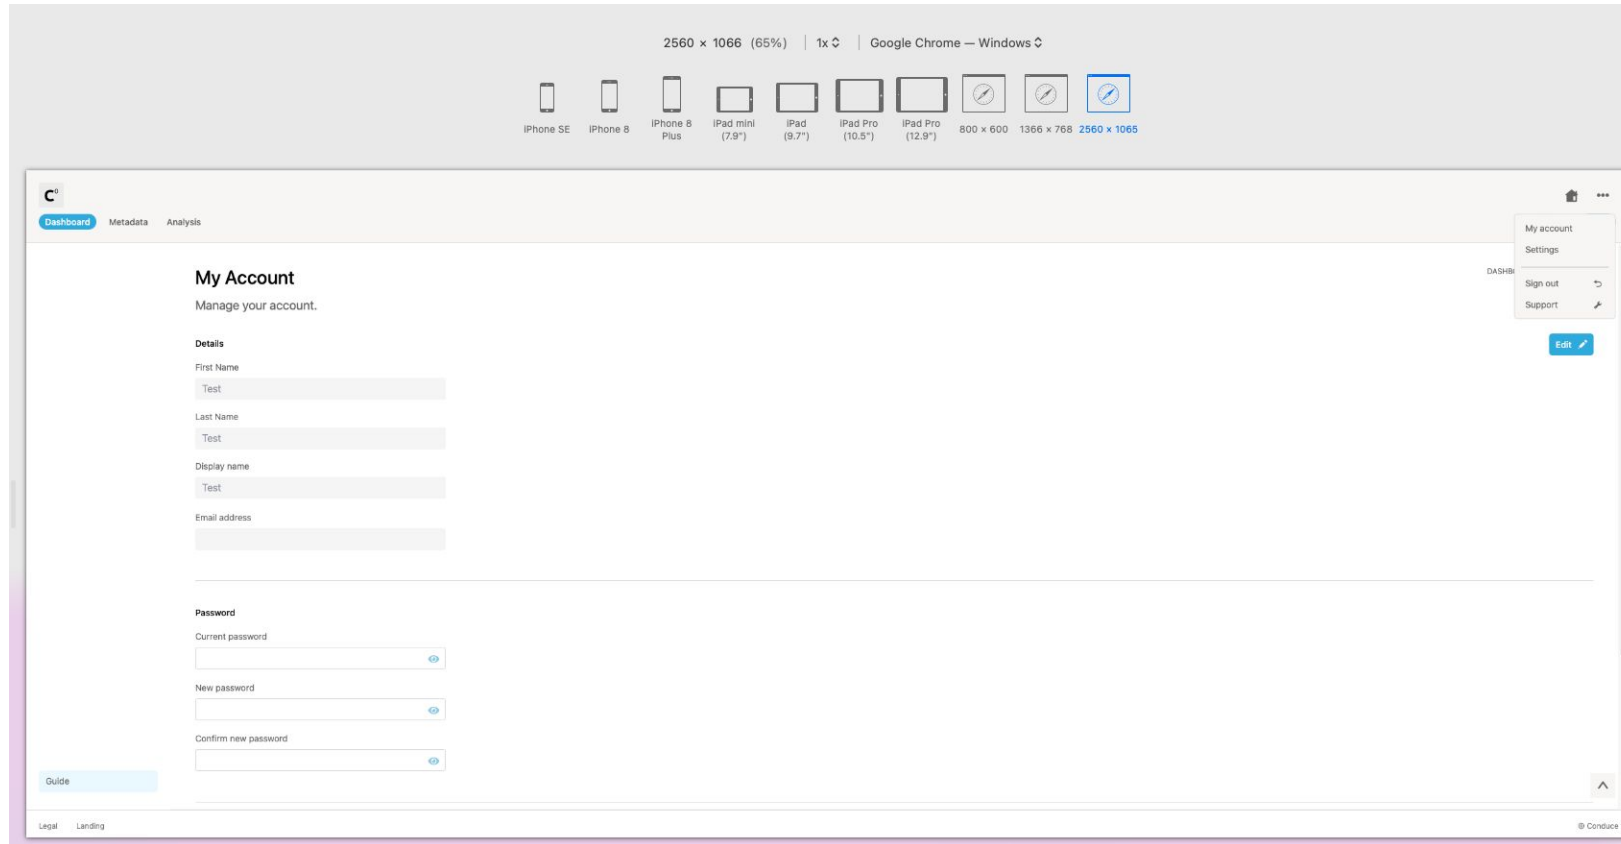 2560 × 1066 (65%) 1x Google Chrome — Windows
iPhone SE
iPhone 8
iPhone 8
Plus
iPad mini
(7.9")
iPad
(9.7")
iPad Pro
(10.5")
iPad Pro
(12.9")
800 × 600
1366 × 768
2560 × 1065
C⁰
Dashboard Metadata Analysis
My account
Settings
Sign out
Support
My Account
Manage your account.
Details
Edit
First Name
Test
Last Name
Test
Display name
Test
Email address
Password
Current password
New password
Confirm new password
Guide
Legal Landing
© Conduce